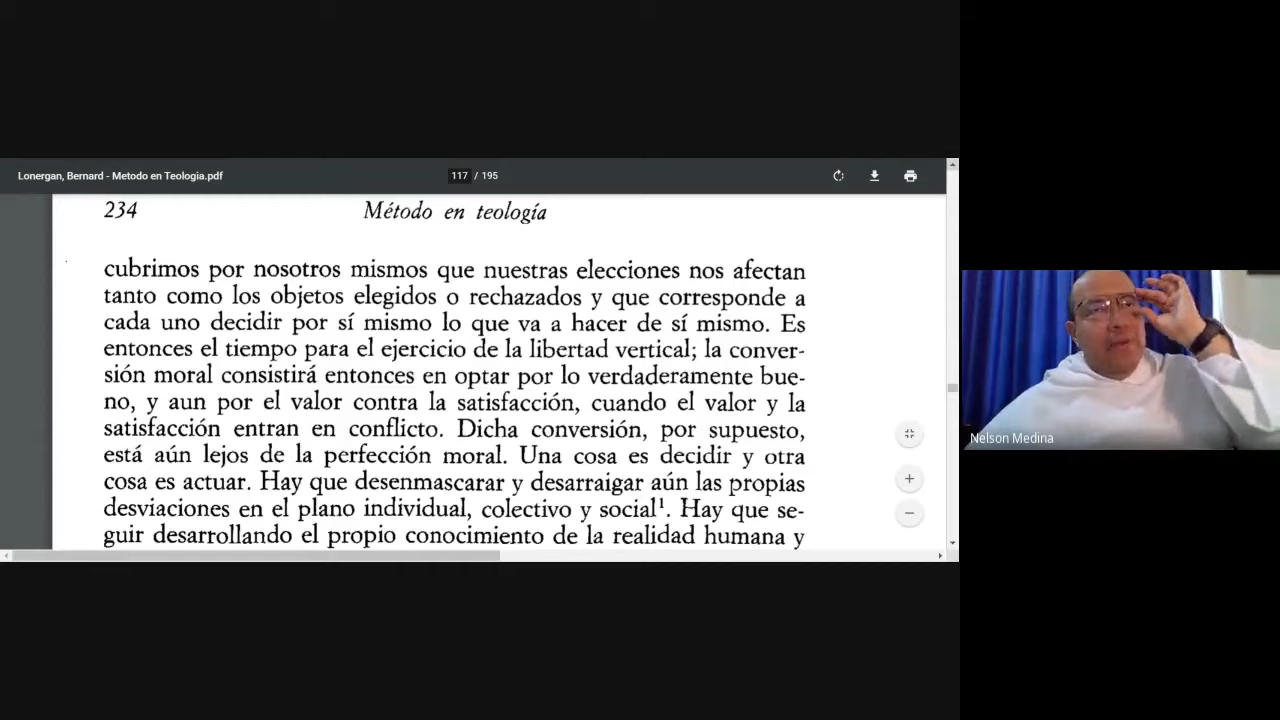 Lonergan, Bernard - Metodo en Teologia.pdf
117 / 195
234
Método en teología
cubrimos por nosotros mismos que nuestras elecciones nos afectan
tanto como los objetos elegidos o rechazados y que corresponde a
cada uno decidir por sí mismo lo que va a hacer de sí mismo. Es
entonces el tiempo para el ejercicio de la libertad vertical; la conver-
sión moral consistirá entonces en optar por lo verdaderamente bue-
no, y aun por el valor contra la satisfacción, cuando el valor y la
satisfacción entran en conflicto. Dicha conversión, por supuesto,
está aún lejos de la perfección moral. Una cosa es decidir y otra
cosa es actuar. Hay que desenmascarar y desarraigar aún las propias
desviaciones en el plano individual, colectivo y social¹. Hay que se-
guir desarrollando el propio conocimiento de la realidad humana y
Nelson Medina